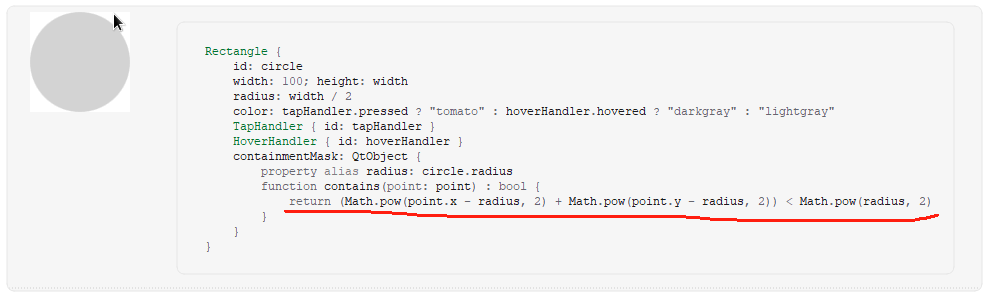 Rectangle {
id: circle
width: 100; height: width
radius: width / 2
color: tapHandler.pressed ? "tomato" : hoverHandler.hovered ? "darkgray" : "lightgray"
TapHandler { id: tapHandler }
HoverHandler { id: hoverHandler }
containmentMask: QtObject {
property alias radius: circle.radius
function contains(point: point) : bool {
return (Math.pow(point.x - radius, 2) + Math.pow(point.y - radius, 2)) < Math.pow(radius, 2)
}
}
}